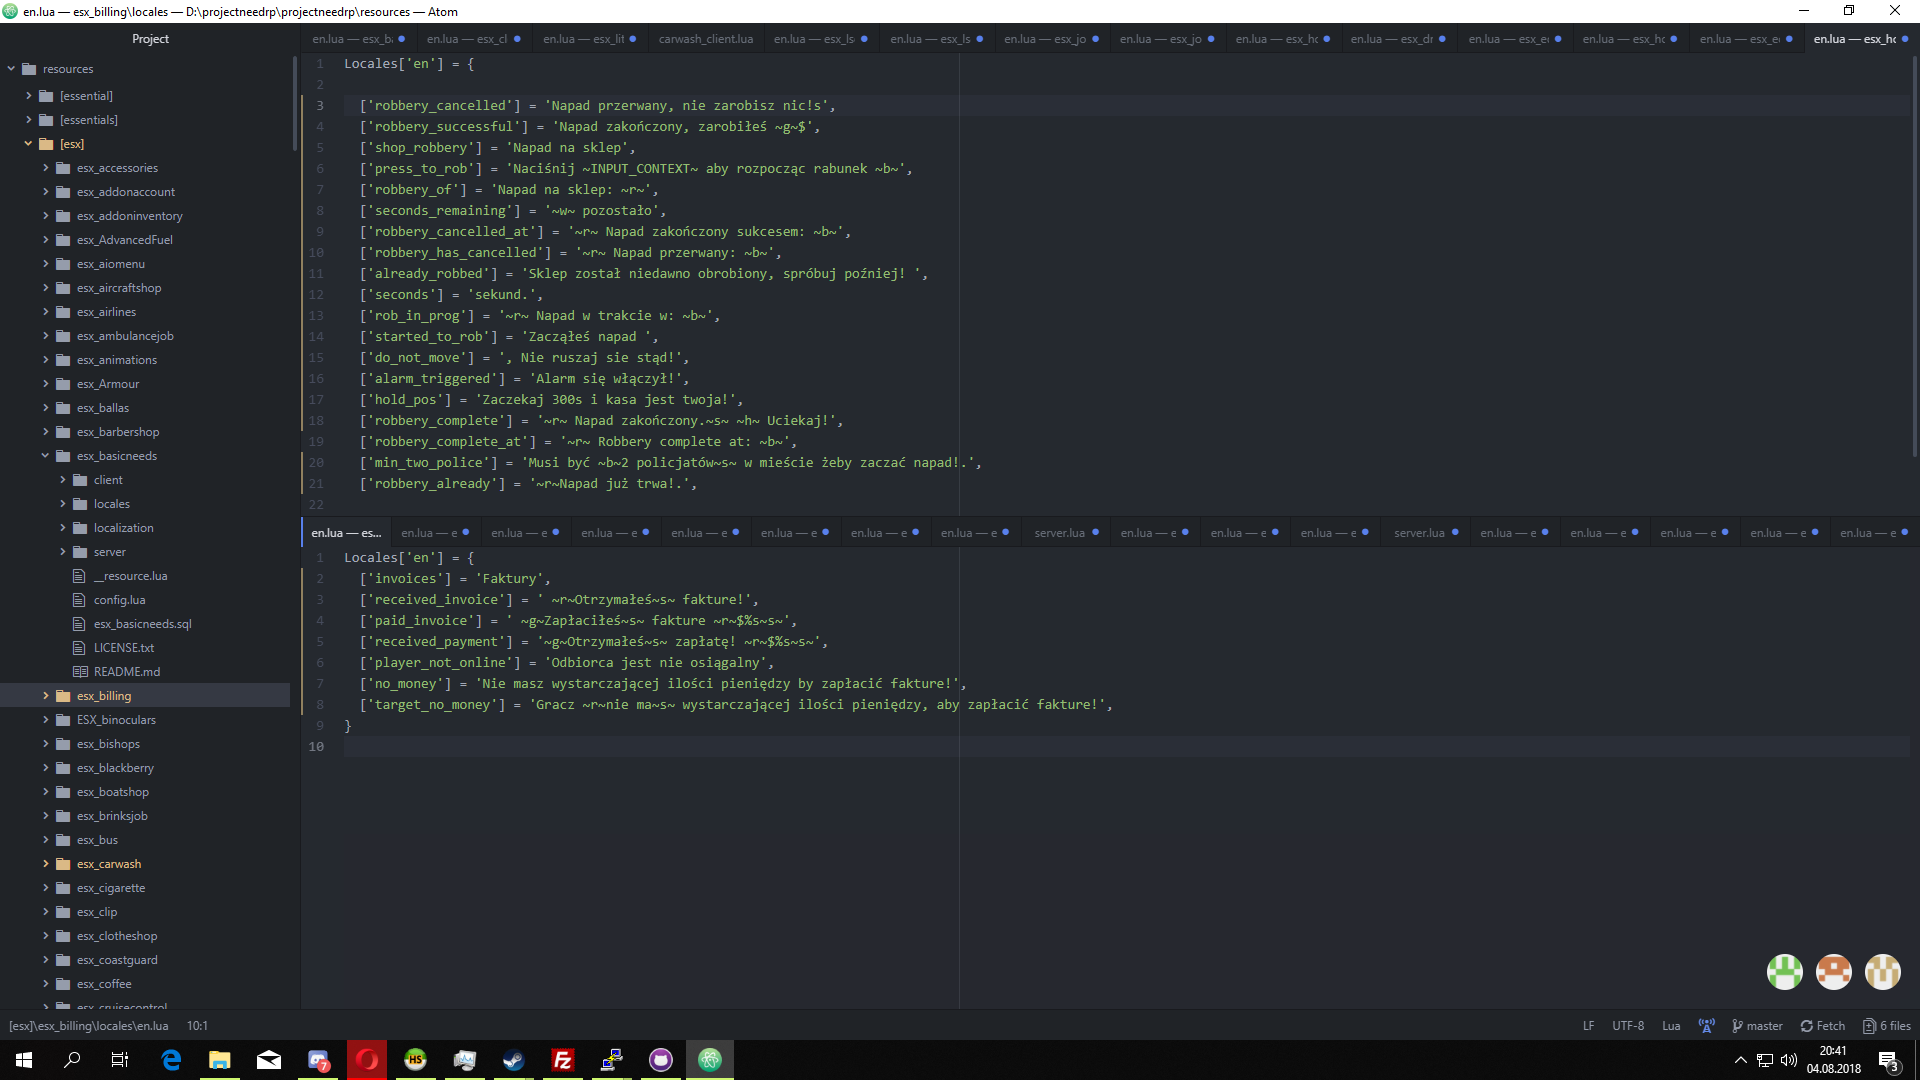 en.lua — esx_billing\locales — D:\projectneedrp\projectneedrp\resources — Atom
Project
resources
[essential]
[essentials]
[esx]
esx_accessories
esx_addonaccount
esx_addoninventory
esx_AdvancedFuel
esx_aiomenu
esx_aircraftshop
esx_airlines
esx_ambulancejob
esx_animations
esx_Armour
esx_ballas
esx_barbershop
esx_basicneeds
client
locales
localization
server
__resource.lua
config.lua
esx_basicneeds.sql
LICENSE.txt
README.md
esx_billing
ESX_binoculars
esx_bishops
esx_blackberry
esx_boatshop
esx_brinksjob
esx_bus
esx_carwash
esx_cigarette
esx_clip
esx_clotheshop
esx_coastguard
esx_coffee
esx_cruisecontrol
en.lua — esx_b en.lua — esx_cl en.lua — esx_lit carwash_client.lua en.lua — esx_ls en.lua — esx_ls en.lua — esx_jo en.lua — esx_jo en.lua — esx_hc en.lua — esx_dr en.lua — esx_e en.lua — esx_hc en.lua — esx_e en.lua — esx_hc
1 Locales['en'] = {
2
3 ['robbery_cancelled'] = 'Napad przerwany, nie zarobisz nic!s',
4 ['robbery_successful'] = 'Napad zakończony, zarobiłeś ~g~$',
5 ['shop_robbery'] = 'Napad na sklep',
6 ['press_to_rob'] = 'Naciśnij ~INPUT_CONTEXT~ aby rozpocząc rabunek ~b~',
7 ['robbery_of'] = 'Napad na sklep: ~r~',
8 ['seconds_remaining'] = '~w~ pozostało',
9 ['robbery_cancelled_at'] = '~r~ Napad zakończony sukcesem: ~b~',
10 ['robbery_has_cancelled'] = '~r~ Napad przerwany: ~b~',
11 ['already_robbed'] = 'Sklep został niedawno obrobiony, spróbuj poźniej! ',
12 ['seconds'] = 'sekund.',
13 ['rob_in_prog'] = '~r~ Napad w trakcie w: ~b~',
14 ['started_to_rob'] = 'Zacząłeś napad ',
15 ['do_not_move'] = ', Nie ruszaj sie stąd!',
16 ['alarm_triggered'] = 'Alarm się włączył!',
17 ['hold_pos'] = 'Zaczekaj 300s i kasa jest twoja!',
18 ['robbery_complete'] = '~r~ Napad zakończony.~s~ ~h~ Uciekaj!',
19 ['robbery_complete_at'] = '~r~ Robbery complete at: ~b~',
20 ['min_two_police'] = 'Musi być ~b~2 policjatów~s~ w mieście żeby zaczać napad!.',
21 ['robbery_already'] = '~r~Napad już trwa!.',
22
en.lua — es... en.lua — e en.lua — e en.lua — e en.lua — e en.lua — e en.lua — e en.lua — e server.lua en.lua — e en.lua — e en.lua — e server.lua en.lua — e en.lua — e en.lua — e en.lua — e en.lua — e
1 Locales['en'] = {
2 ['invoices'] = 'Faktury',
3 ['received_invoice'] = ' ~r~Otrzymałeś~s~ fakture!',
4 ['paid_invoice'] = ' ~g~Zapłaciłeś~s~ fakture ~r~$%s~s~',
5 ['received_payment'] = '~g~Otrzymałeś~s~ zapłatę! ~r~$%s~s~',
6 ['player_not_online'] = 'Odbiorca jest nie osiągalny',
7 ['no_money'] = 'Nie masz wystarczającej ilości pieniędzy by zapłacić fakture!',
8 ['target_no_money'] = 'Gracz ~r~nie ma~s~ wystarczającej ilości pieniędzy, aby zapłacić fakture!',
9 }
10
[esx]\esx_billing\locales\en.lua 10:1 LF UTF-8 Lua master Fetch 6 files
7 HS Fz 20:41
04.08.2018 3